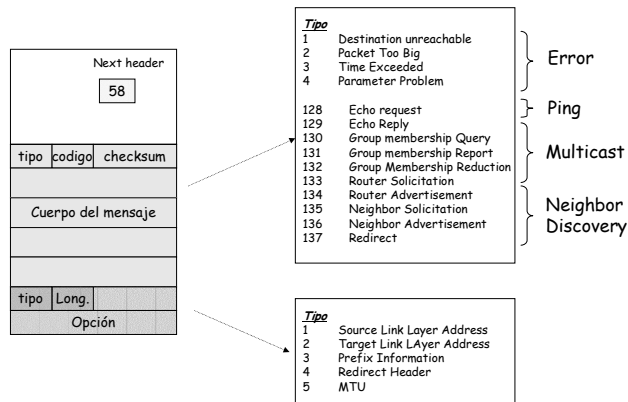 Next header
58
tipo codigo checksum
Cuerpo del mensaje
tipo Long.
Opción
Tipo
1 Destination unreachable
2 Packet Too Big
3 Time Exceeded
4 Parameter Problem
128 Echo request
129 Echo Reply
130 Group membership Query
131 Group membership Report
132 Group Membership Reduction
133 Router Solicitation
134 Router Advertisement
135 Neighbor Solicitation
136 Neighbor Advertisement
137 Redirect
Error
Ping
Multicast
Neighbor
Discovery
Tipo
1 Source Link Layer Address
2 Target Link LAyer Address
3 Prefix Information
4 Redirect Header
5 MTU